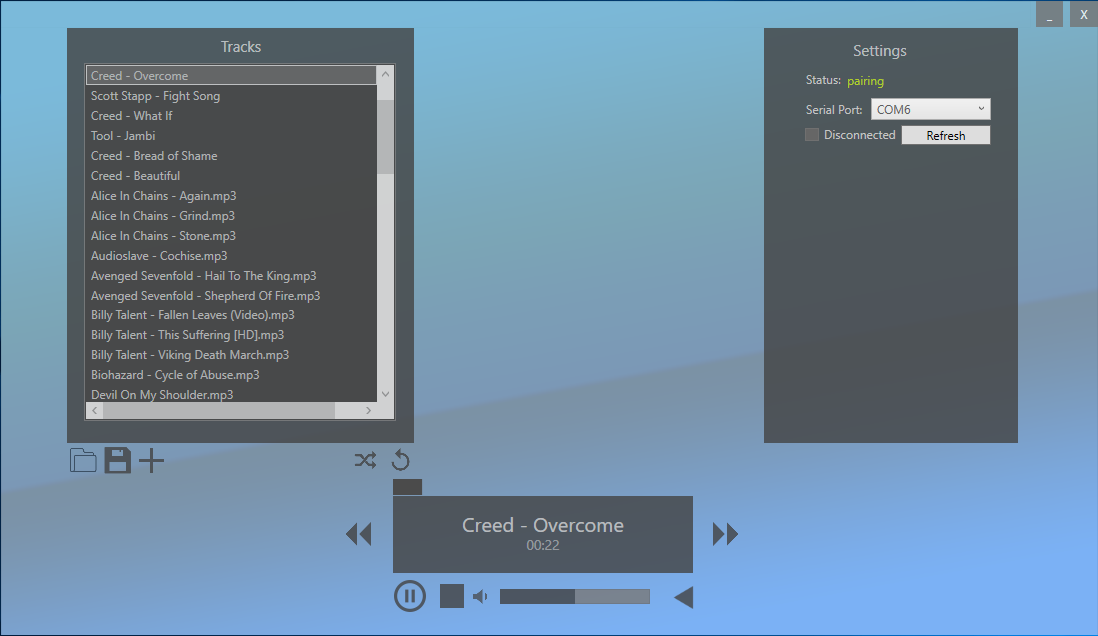 _ X
Tracks
Creed - Overcome
Scott Stapp - Fight Song
Creed - What If
Tool - Jambi
Creed - Bread of Shame
Creed - Beautiful
Alice In Chains - Again.mp3
Alice In Chains - Grind.mp3
Alice In Chains - Stone.mp3
Audioslave - Cochise.mp3
Avenged Sevenfold - Hail To The King.mp3
Avenged Sevenfold - Shepherd Of Fire.mp3
Billy Talent - Fallen Leaves (Video).mp3
Billy Talent - This Suffering [HD].mp3
Billy Talent - Viking Death March.mp3
Biohazard - Cycle of Abuse.mp3
Devil On My Shoulder.mp3
Settings
Status: pairing
Serial Port: COM6
Disconnected Refresh
Creed - Overcome
00:22